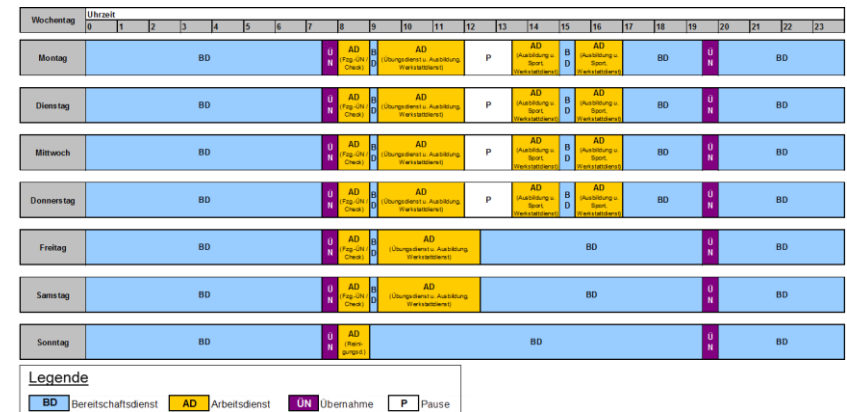 Wochentag
Uhrzeit
0 1 2 3 4 5 6 7 8 9 10 11 12 13 14 15 16 17 18 19 20 21 22 23
Montag
BD
Ü
N
AD
(Fzg.-ÜN /
Check)
B
D
AD
(Übungsdienst u. Ausbildung,
Werkstattdienst)
P
AD
(Ausbildung u.
Sport,
Werkstattdienst)
B
D
AD
(Ausbildung u.
Sport,
Werkstattdienst)
BD
Ü
N
BD
Dienstag
BD
Ü
N
AD
(Fzg.-ÜN /
Check)
B
D
AD
(Übungsdienst u. Ausbildung,
Werkstattdienst)
P
AD
(Ausbildung u.
Sport,
Werkstattdienst)
B
D
AD
(Ausbildung u.
Sport,
Werkstattdienst)
BD
Ü
N
BD
Mittwoch
BD
Ü
N
AD
(Fzg.-ÜN /
Check)
B
D
AD
(Übungsdienst u. Ausbildung,
Werkstattdienst)
P
AD
(Ausbildung u.
Sport,
Werkstattdienst)
B
D
AD
(Ausbildung u.
Sport,
Werkstattdienst)
BD
Ü
N
BD
Donnerstag
BD
Ü
N
AD
(Fzg.-ÜN /
Check)
B
D
AD
(Übungsdienst u. Ausbildung,
Werkstattdienst)
P
AD
(Ausbildung u.
Sport,
Werkstattdienst)
B
D
AD
(Ausbildung u.
Sport,
Werkstattdienst)
BD
Ü
N
BD
Freitag
BD
Ü
N
AD
(Fzg.-ÜN /
Check)
B
D
AD
(Übungsdienst u. Ausbildung,
Werkstattdienst)
BD
Ü
N
BD
Samstag
BD
Ü
N
AD
(Fzg.-ÜN /
Check)
B
D
AD
(Übungsdienst u. Ausbildung,
Werkstattdienst)
BD
Ü
N
BD
Sonntag
BD
Ü
N
AD
(Reini-
gungsd.)
BD
Ü
N
BD
Legende
BD Bereitschaftsdienst AD Arbeitsdienst ÜN Übernahme P Pause